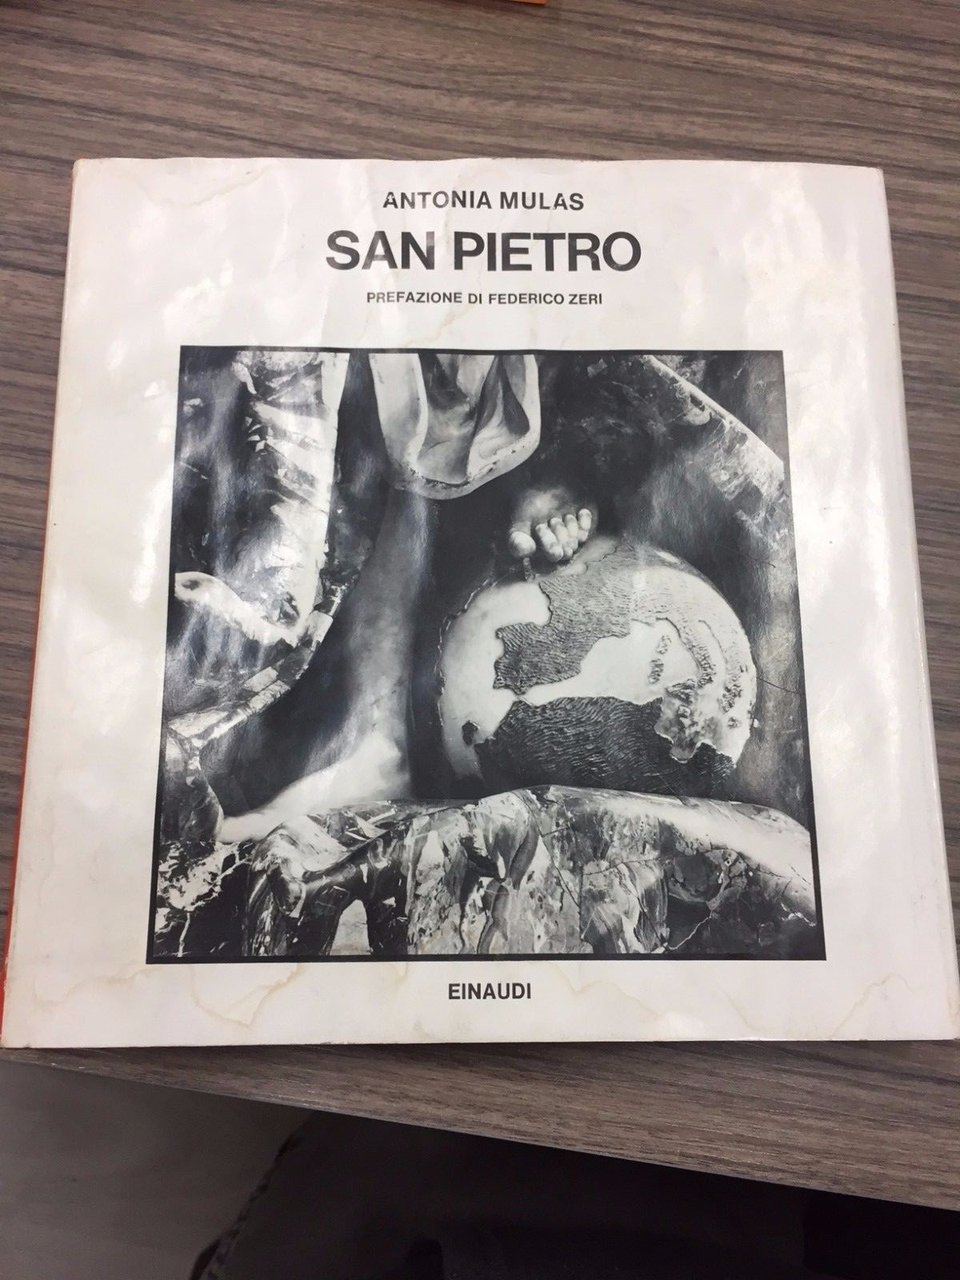 ANTONIA MULAS
SAN PIETRO
PREFAZIONE DI FEDERICO ZERI
EINAUDI